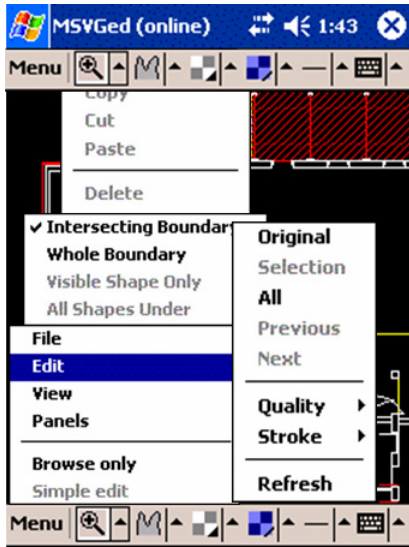 MSVGed (online) 1:43
Menu
Copy
Cut
Paste
Delete
Intersecting Boundary
Whole Boundary
Visible Shape Only
All Shapes Under
File
Edit
View
Panels
Browse only
Simple edit
Original
Selection
All
Previous
Next
Quality
Stroke
Refresh
Menu